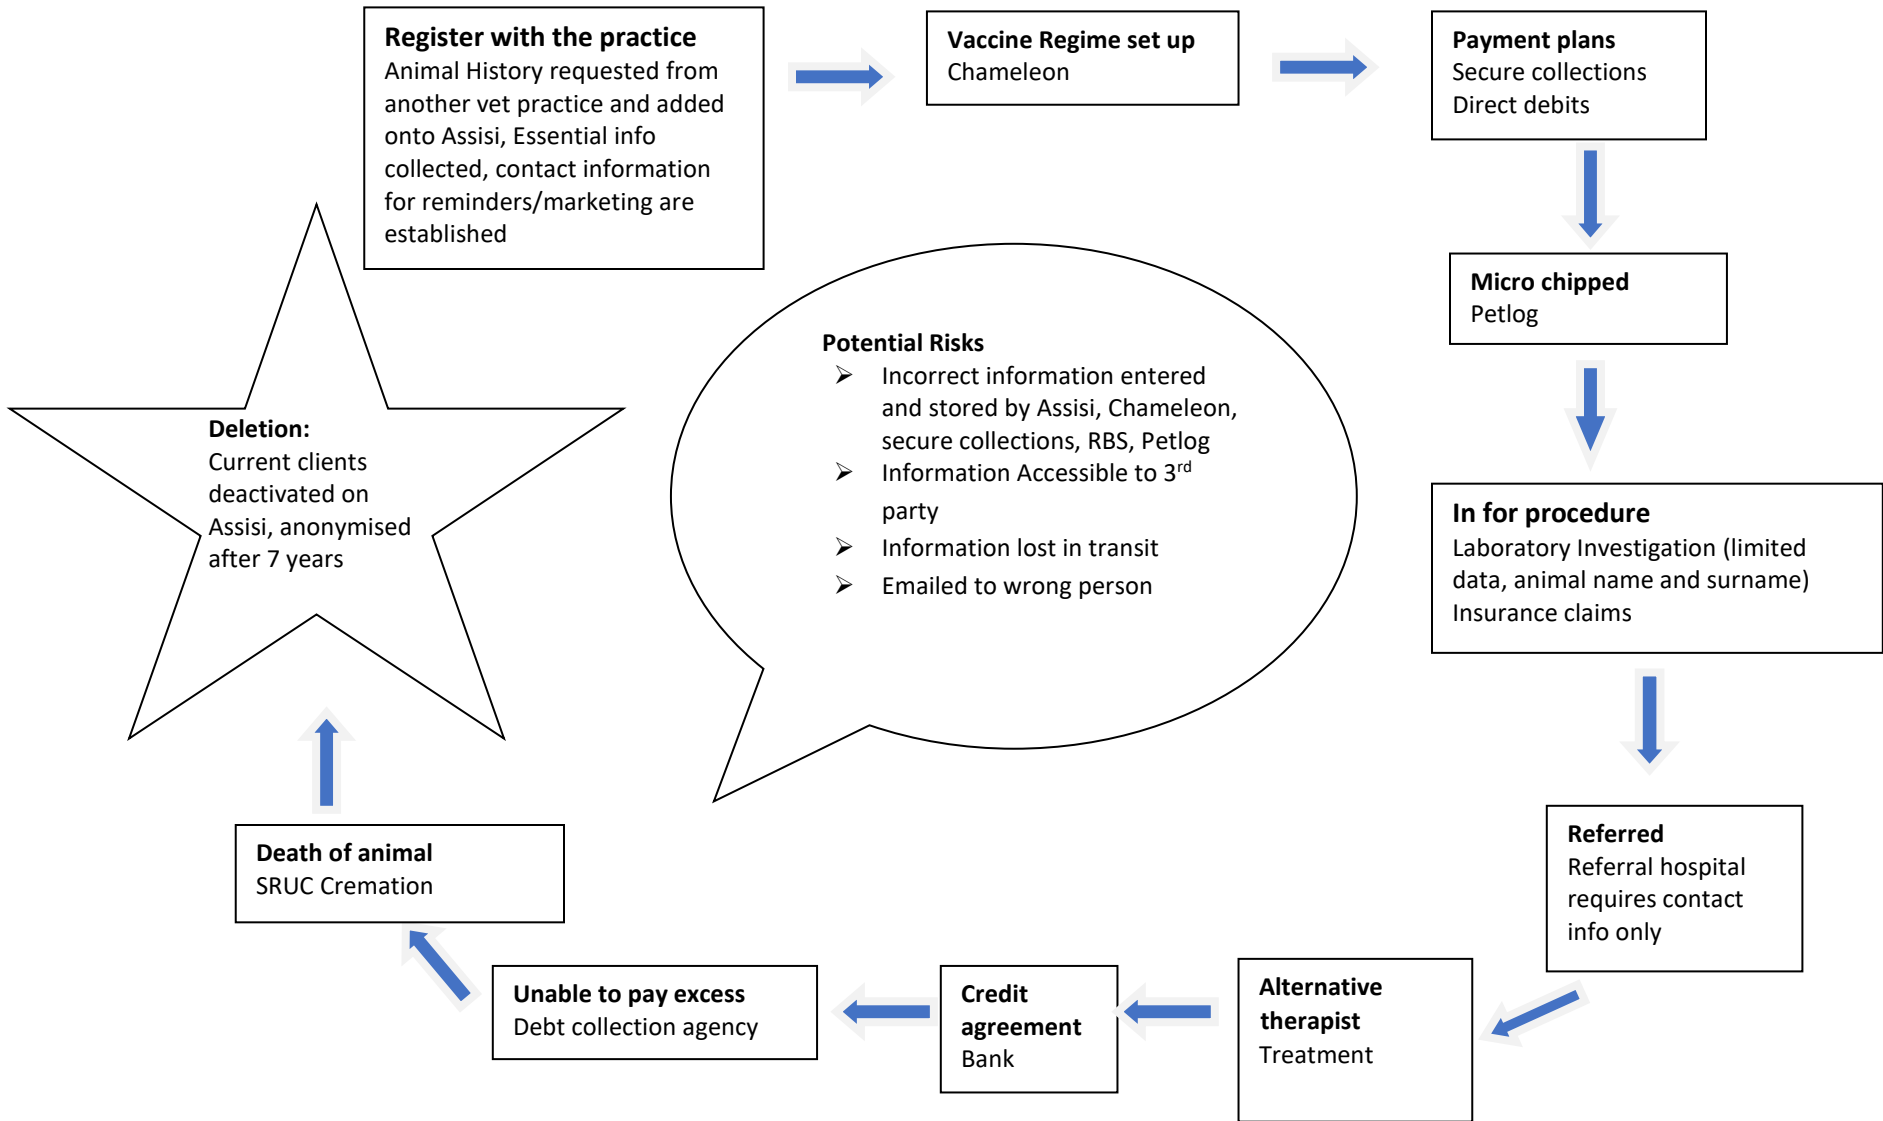 Register with the practice
Animal History requested from
another vet practice and added
onto Assisi, Essential info
collected, contact information
for reminders/marketing are
established
Vaccine Regime set up
Chameleon
Payment plans
Secure collections
Direct debits
Micro chipped
Petlog
In for procedure
Laboratory Investigation (limited
data, animal name and surname)
Insurance claims
Referred
Referral hospital
requires contact
info only
Alternative
therapist
Treatment
Credit
agreement
Bank
Unable to pay excess
Debt collection agency
Death of animal
SRUC Cremation
Deletion:
Current clients
deactivated on
Assisi, anonymised
after 7 years
Potential Risks
➢ Incorrect information entered
and stored by Assisi, Chameleon,
secure collections, RBS, Petlog
➢ Information Accessible to 3rd
party
➢ Information lost in transit
➢ Emailed to wrong person